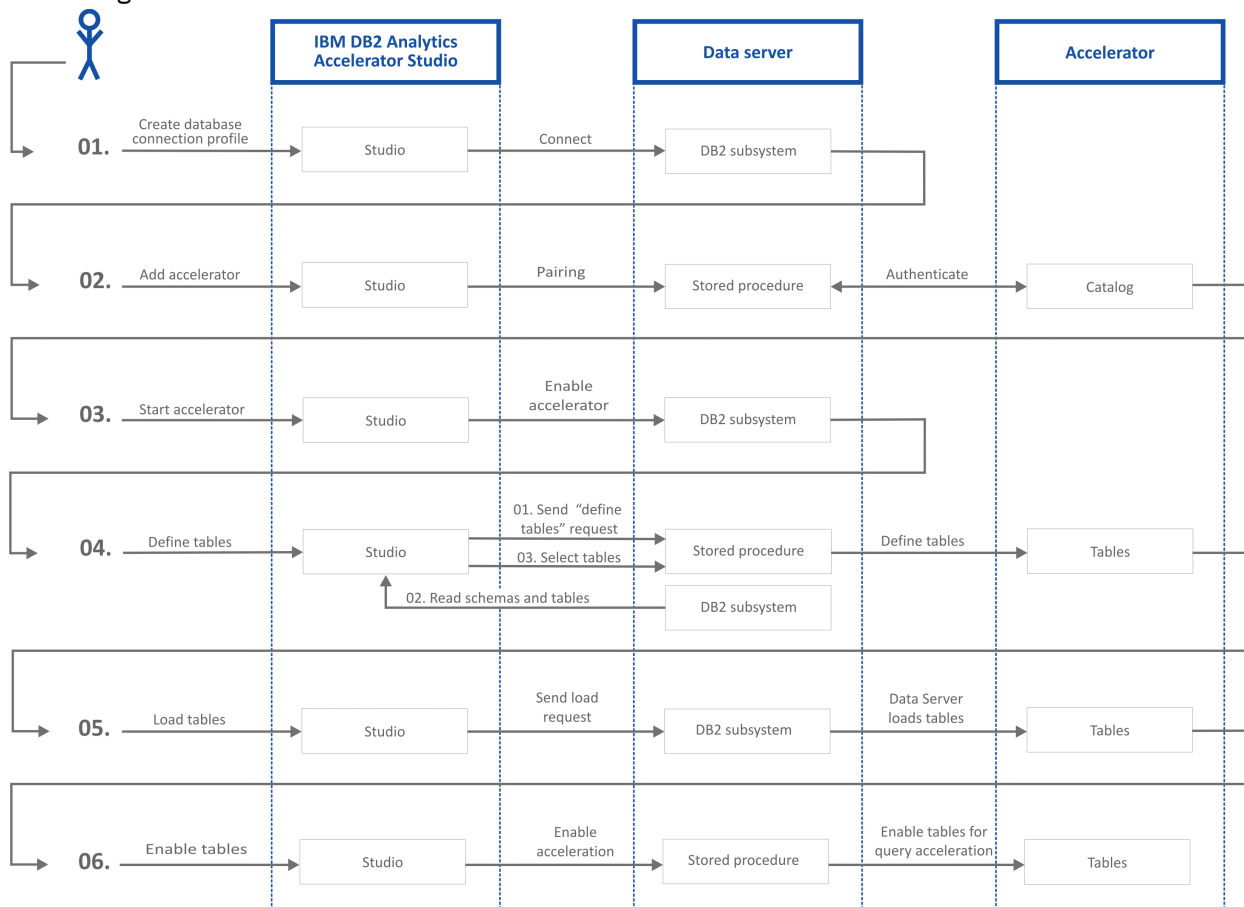 IBM DB2 Analytics
Accelerator Studio
Data server
Accelerator
01.
Create database
connection profile
Studio
Connect
DB2 subsystem
02.
Add accelerator
Studio
Pairing
Stored procedure
Authenticate
Catalog
03.
Start accelerator
Studio
Enable
accelerator
DB2 subsystem
04.
Define tables
Studio
01. Send "define
tables" request
03. Select tables
02. Read schemas and tables
Stored procedure
DB2 subsystem
Define tables
Tables
05.
Load tables
Studio
Send load
request
DB2 subsystem
Data Server
loads tables
Tables
06.
Enable tables
Studio
Enable
acceleration
Stored procedure
Enable tables for
query acceleration
Tables